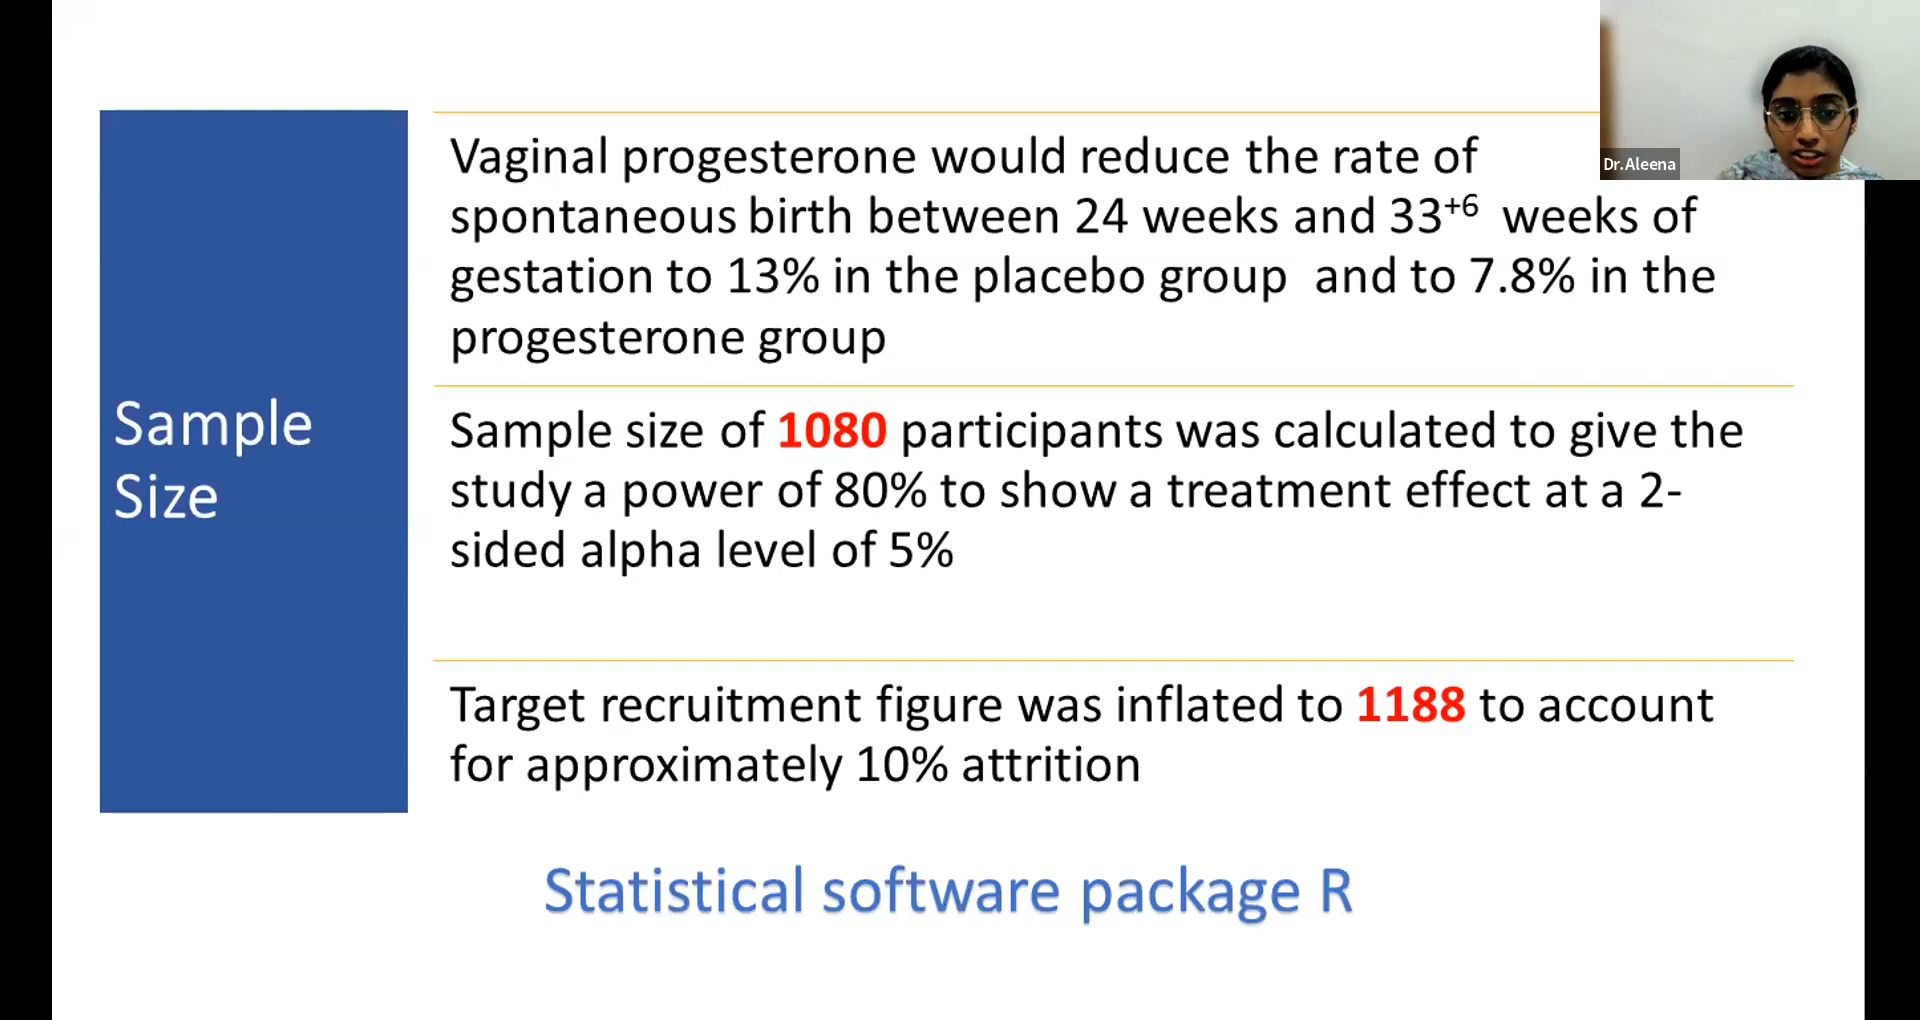 Dr.Aleena
Sample
Size
Vaginal progesterone would reduce the rate of
spontaneous birth between 24 weeks and 33⁺⁶ weeks of
gestation to 13% in the placebo group and to 7.8% in the
progesterone group
Sample size of 1080 participants was calculated to give the
study a power of 80% to show a treatment effect at a 2-
sided alpha level of 5%
Target recruitment figure was inflated to 1188 to account
for approximately 10% attrition
Statistical software package R